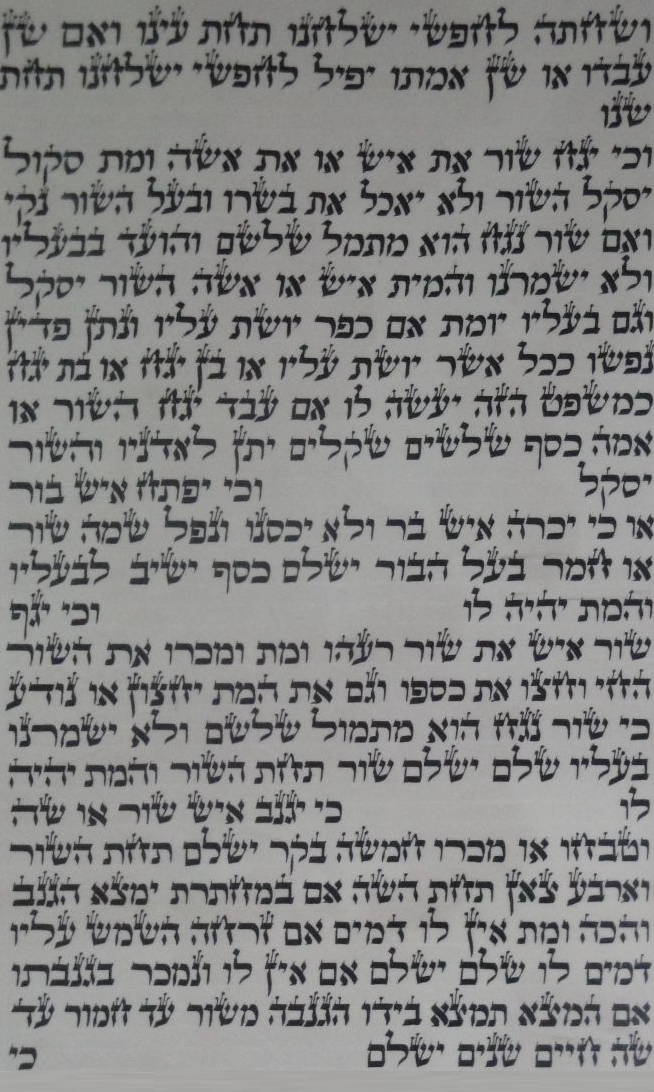 ושחתה לחפשי ישלחנו תחת עינו ואם שן
עבדו או שן אמתו יפיל לחפשי ישלחנו תחת
שנו
וכי יגח שור את איש או את אשה ומת סקול
יסקל השור ולא יאכל את בשרו ובעל השור נקי
ואם שור נגח הוא מתמל שלשם והועד בבעליו
ולא ישמרנו והמית איש או אשה השור יסקל
וגם בעליו יומת אם כפר יושת עליו ונתן פדין
נפשו ככל אשר יושת עליו או בן יגח או בת יגח
כמשפט הזה יעשה לו אם עבד יגח השור או
אמה כסף שלשים שקלים יתן לאדניו והשור
יסקל וכי יפתח איש בור
או כי יכרה איש בר ולא יכסנו ונפל שמה שור
או חמר בעל הבור ישלם כסף ישיב לבעליו
והמת יהיה לו וכי יגף
שור איש את שור רעהו ומת ומכרו את השור
החי וחצו את כספו וגם את המת יחצון או נודע
כי שור נגח הוא מתמול שלשם ולא ישמרנו
בעליו שלם ישלם שור תחת השור והמת יהיה
לו כי יגנב איש שור או שה
וטבחו או מכרו חמשה בקר ישלם תחת השור
וארבע צאן תחת השה אם במחתרת ימצא הגנב
והכה ומת אין לו דמים אם זרחה השמש עליו
דמים לו שלם ישלם אם אין לו ונמכר בגנבתו
אם המצא תמצא בידו הגנבה משור עד חמור עד
שה חיים שנים ישלם כי